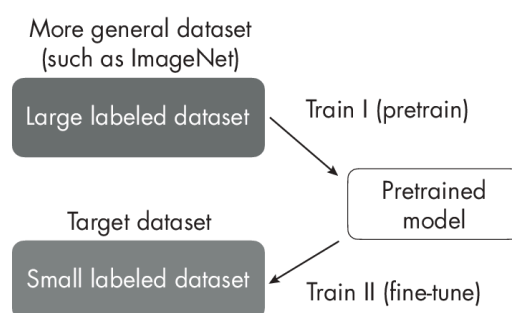 More general dataset
(such as ImageNet)
Large labeled dataset
Train I (pretrain)
Pretrained
model
Target dataset
Small labeled dataset
Train II (fine-tune)